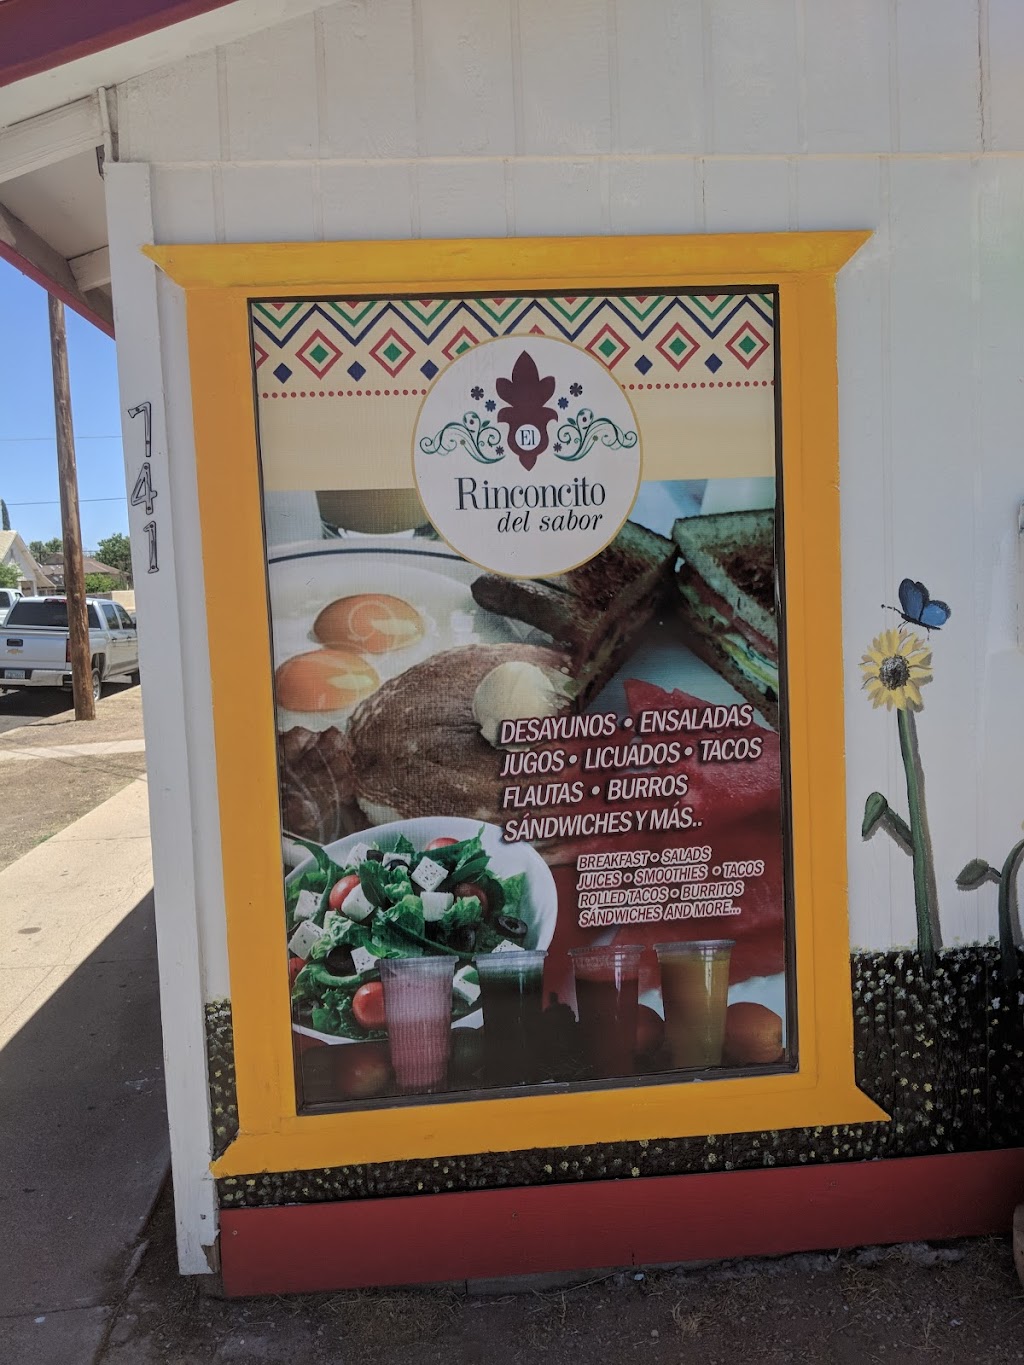 741
El
Rinconcito
del sabor
DESAYUNOS • ENSALADAS
JUGOS • LICUADOS • TACOS
FLAUTAS • BURROS
SÁNDWICHES Y MÁS..
BREAKFAST • SALADS
JUICES • SMOOTHIES • TACOS
ROLLED TACOS • BURRITOS
SÁNDWICHES AND MORE...